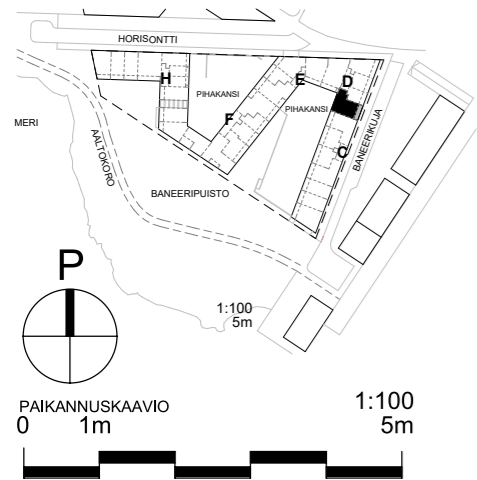 HORISONTTI
H
E
D
PIHAKANSI
PIHAKANSI
F
C
MERI
AALTOKORO
BANEERIKUJA
BANEERIPUISTO
P
1:100
5m
PAIKANNUSKAAVIO
1:100
0 1m 5m